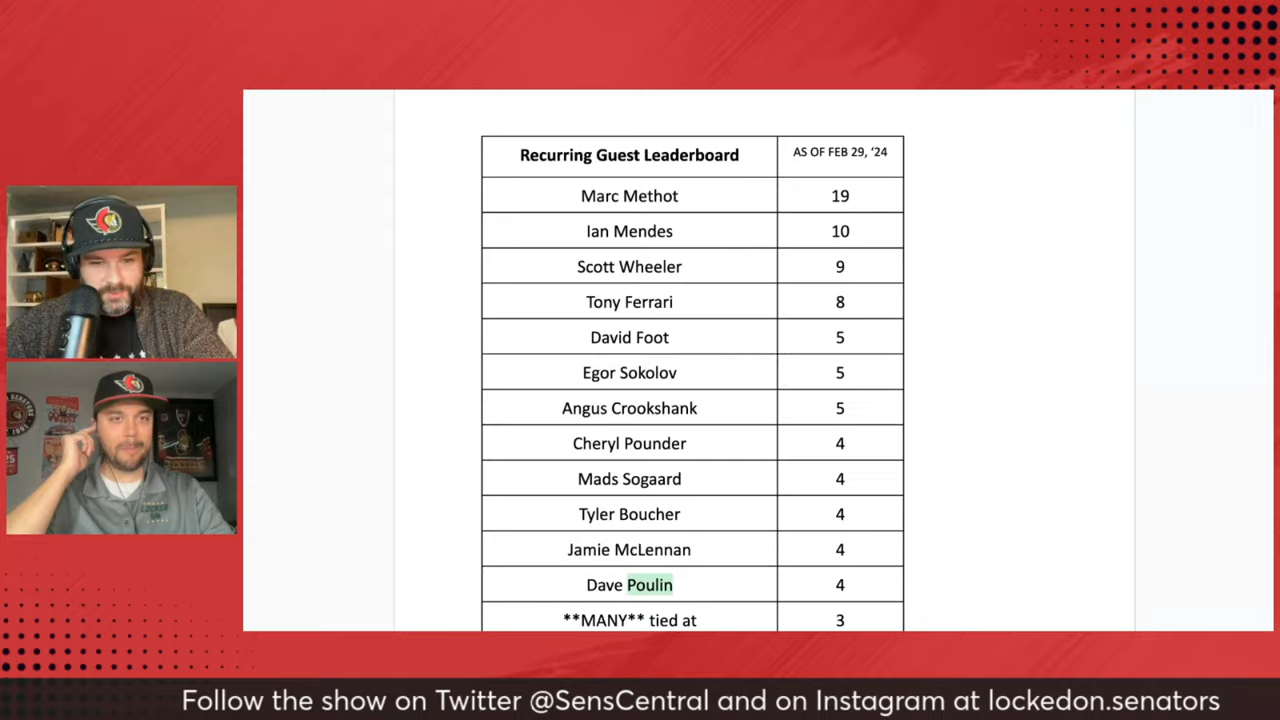 Recurring Guest Leaderboard AS OF FEB 29, ‘24
Marc Methot 19
Ian Mendes 10
Scott Wheeler 9
Tony Ferrari 8
David Foot 5
Egor Sokolov 5
Angus Crookshank 5
Cheryl Pounder 4
Mads Sogaard 4
Tyler Boucher 4
Jamie McLennan 4
Dave Poulin 4
**MANY** tied at 3
LOCKED
ON
Follow the show on Twitter @SensCentral and on Instagram at lockedon.senators